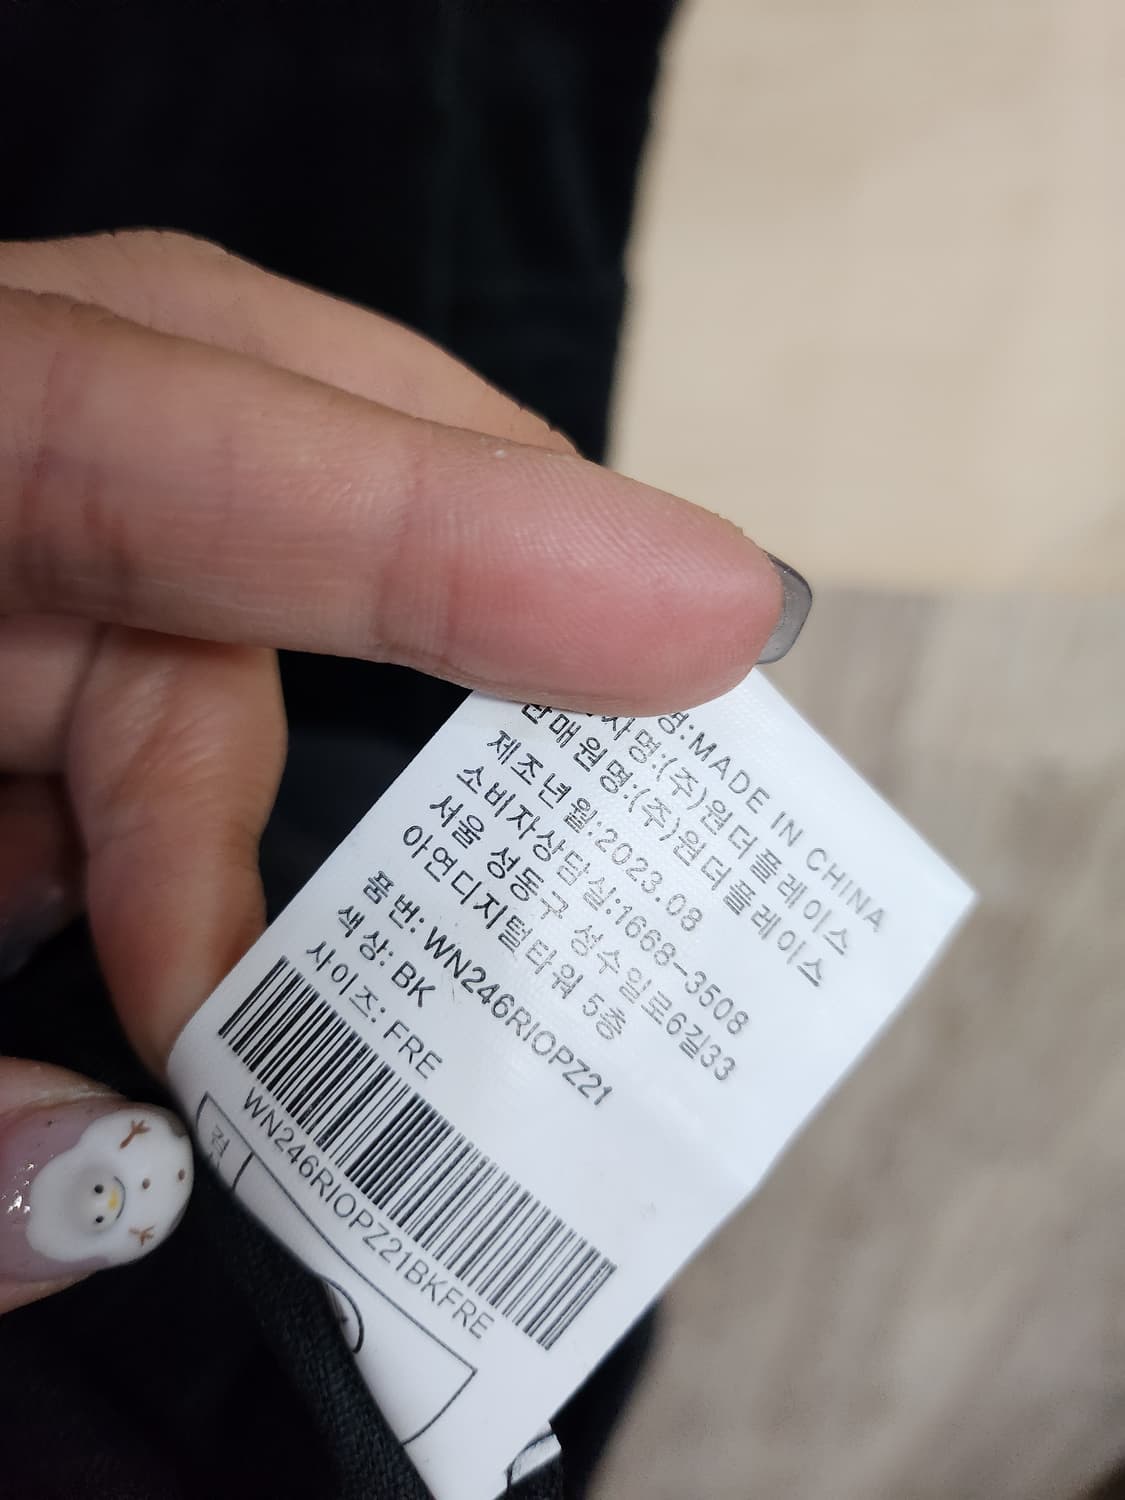 명:MADE IN CHINA
사명:(주)원더플레이스
판매원명:(주)원더플레이스
제조년월:2023.08
소비자상담실:1668-3508
서울 성동구 성수일로6길33
아연디지털타워 5층
품번: WN246RIOPZ21
색상: BK
사이즈: FRE
WN246RIOPZ21BKFRE